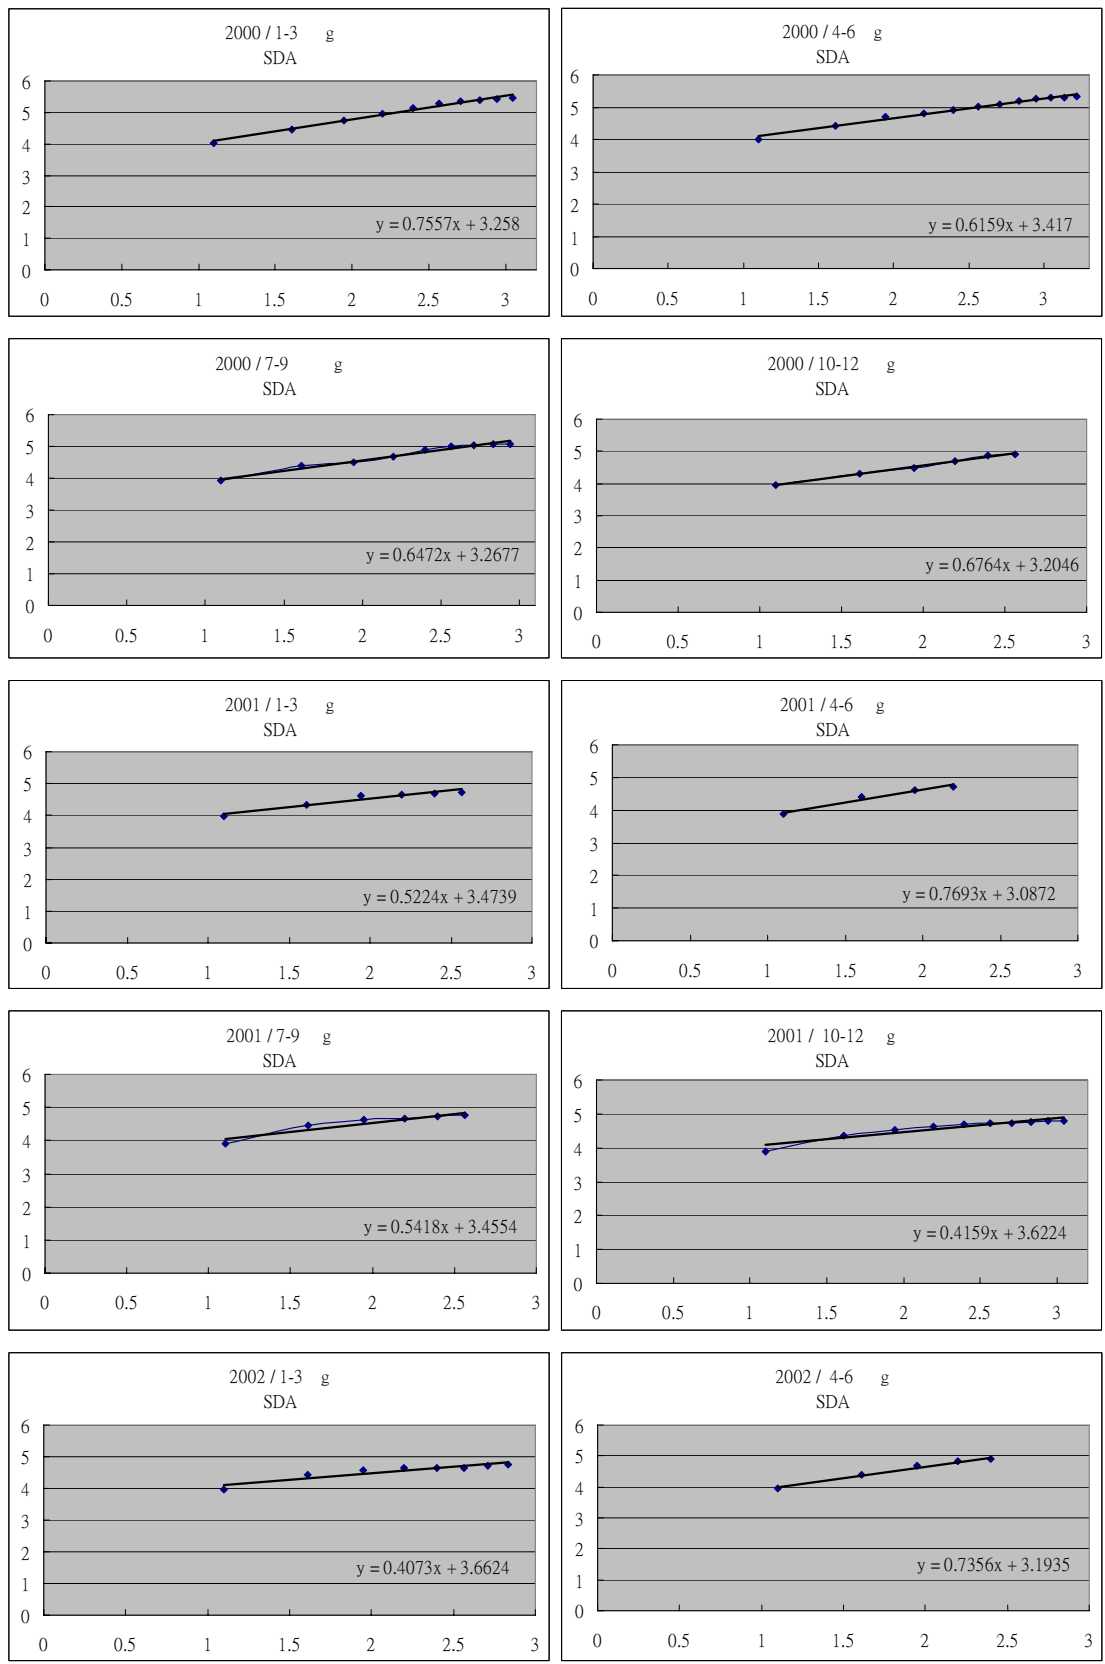 2000 / 1-3 g
SDA
6
5
4
3
2
1
0
y = 0.7557x + 3.258
0 0.5 1 1.5 2 2.5 3
2000 / 4-6 g
SDA
6
5
4
3
2
1
0
y = 0.6159x + 3.417
0 0.5 1 1.5 2 2.5 3
2000 / 7-9 g
SDA
6
5
4
3
2
1
0
y = 0.6472x + 3.2677
0 0.5 1 1.5 2 2.5 3
2000 / 10-12 g
SDA
6
5
4
3
2
1
0
y = 0.6764x + 3.2046
0 0.5 1 1.5 2 2.5 3
2001 / 1-3 g
SDA
6
5
4
3
2
1
0
y = 0.5224x + 3.4739
0 0.5 1 1.5 2 2.5 3
2001 / 4-6 g
SDA
6
5
4
3
2
1
0
y = 0.7693x + 3.0872
0 0.5 1 1.5 2 2.5 3
2001 / 7-9 g
SDA
6
5
4
3
2
1
0
y = 0.5418x + 3.4554
0 0.5 1 1.5 2 2.5 3
2001 / 10-12 g
SDA
6
5
4
3
2
1
0
y = 0.4159x + 3.6224
0 0.5 1 1.5 2 2.5 3
2002 / 1-3 g
SDA
6
5
4
3
2
1
0
y = 0.4073x + 3.6624
0 0.5 1 1.5 2 2.5 3
2002 / 4-6 g
SDA
6
5
4
3
2
1
0
y = 0.7356x + 3.1935
0 0.5 1 1.5 2 2.5 3